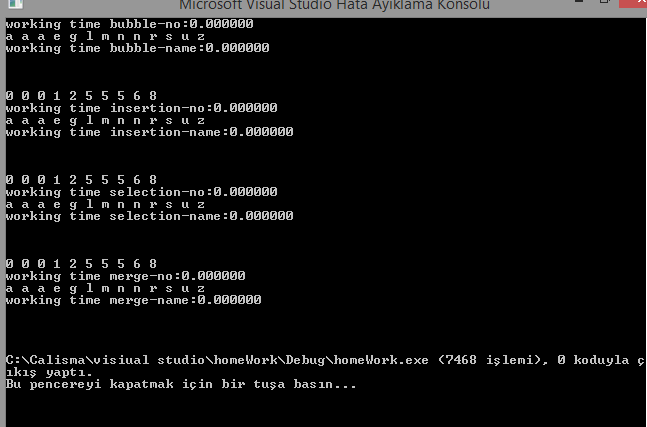 Microsoft Visual Studio Hata Ayıklama Konsolu
working time bubble-no:0.000000
a a a e g l m n n r s u z
working time bubble-name:0.000000
0 0 0 1 2 5 5 5 6 8
working time insertion-no:0.000000
a a a e g l m n n r s u z
working time insertion-name:0.000000
0 0 0 1 2 5 5 5 6 8
working time selection-no:0.000000
a a a e g l m n n r s u z
working time selection-name:0.000000
0 0 0 1 2 5 5 5 6 8
working time merge-no:0.000000
a a a e g l m n n r s u z
working time merge-name:0.000000
C:\Calisma\visiual studio\homeWork\Debug\homeWork.exe (7468 işlemi), 0 koduyla ç
ıkış yaptı.
Bu pencereyi kapatmak için bir tuşa basın...